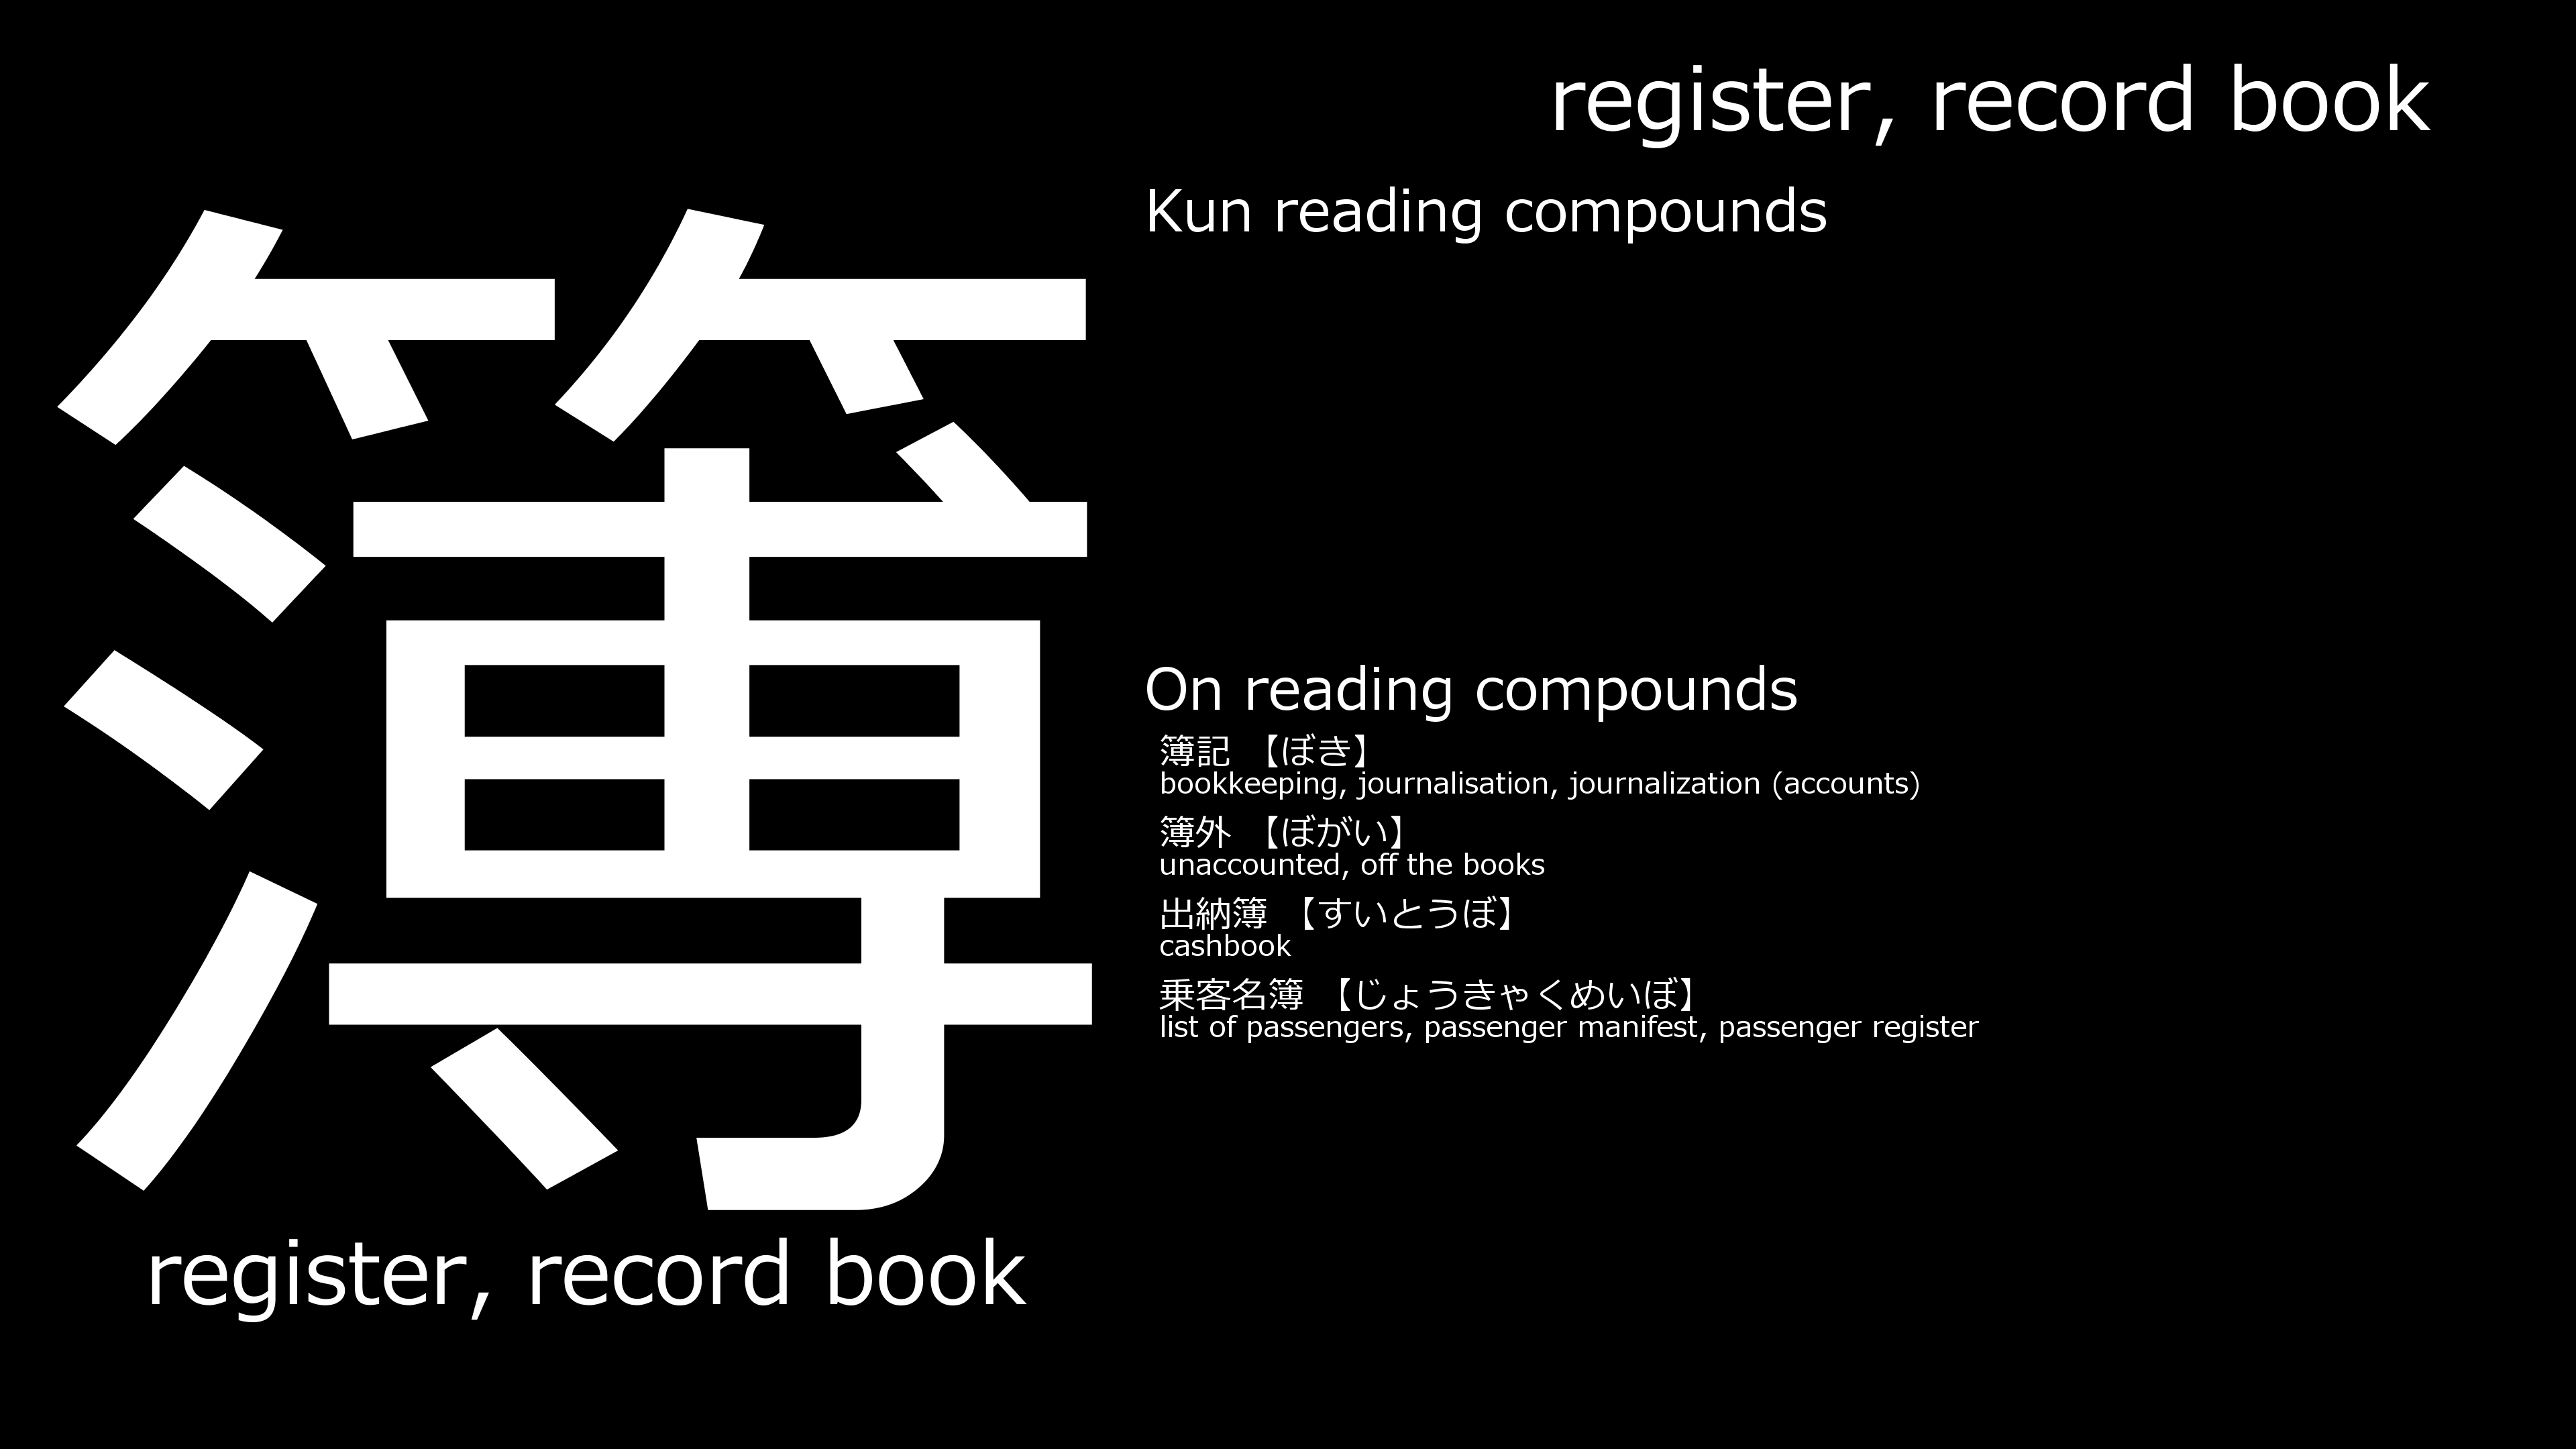 簿
register, record book
register, record book
Kun reading compounds
On reading compounds
簿記 【ぼき】
bookkeeping, journalisation, journalization (accounts)
簿外 【ぼがい】
unaccounted, off the books
出納簿 【すいとうぼ】
cashbook
乗客名簿 【じょうきゃくめいぼ】
list of passengers, passenger manifest, passenger register